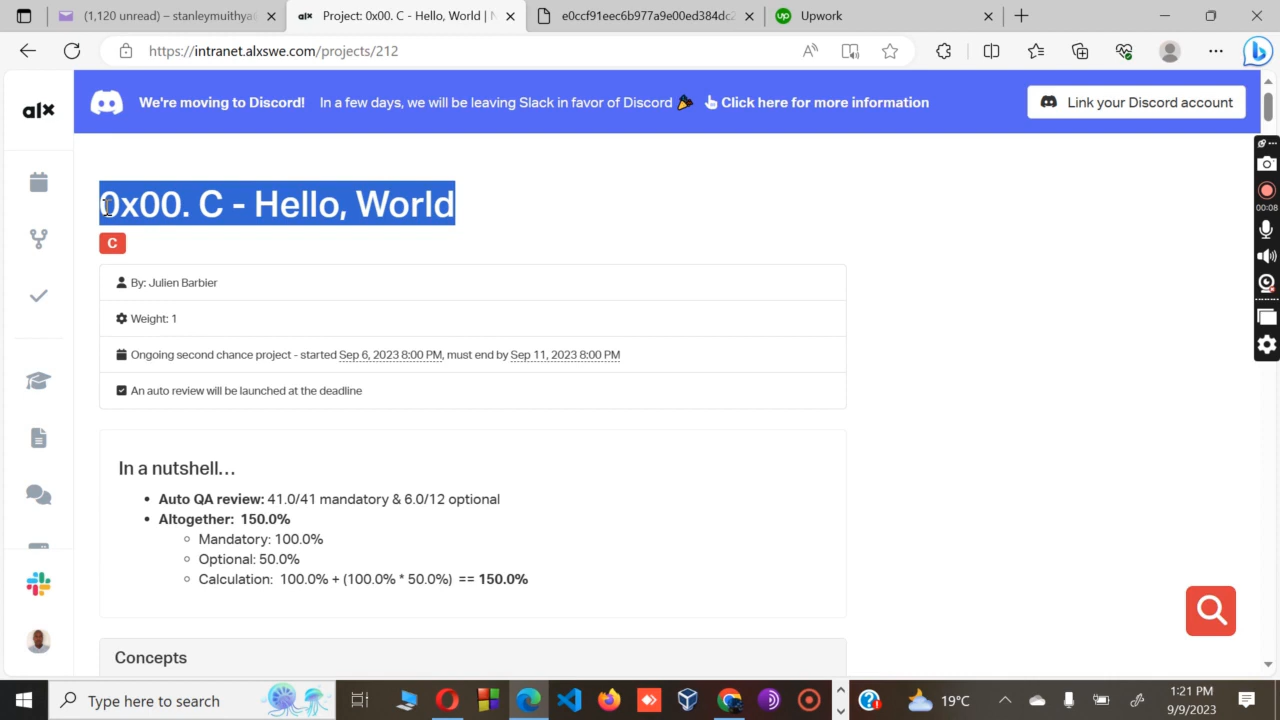 (1,120 unread) - stanleymuithya
Project: 0x00. C - Hello, World |
e0ccf91eec6b977a9e00ed384dc
up
Upwork
https://intranet.alxswe.com/projects/212
alx
We're moving to Discord! In a few days, we will be leaving Slack in favor of Discord 🎉 👆 Click here for more information
Link your Discord account
0x00. C - Hello, World
C
By: Julien Barbier
Weight: 1
Ongoing second chance project - started Sep 6, 2023 8:00 PM, must end by Sep 11, 2023 8:00 PM
An auto review will be launched at the deadline
00:08
In a nutshell…
• Auto QA review: 41.0/41 mandatory & 6.0/12 optional
• Altogether: 150.0%
◦ Mandatory: 100.0%
◦ Optional: 50.0%
◦ Calculation: 100.0% + (100.0% * 50.0%) == 150.0%
Concepts
Type here to search
19°C
1:21 PM
9/9/2023